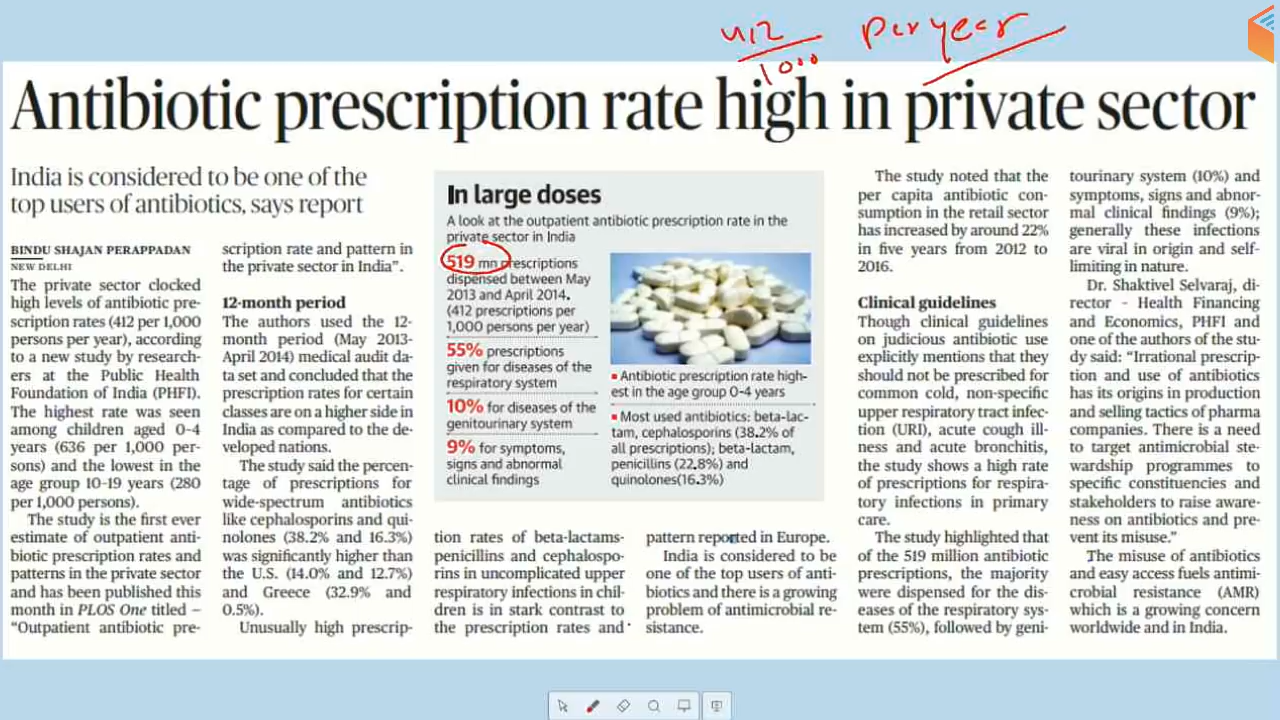 412
1000
per year
Antibiotic prescription rate high in private sector
India is considered to be one of the
top users of antibiotics, says report
BINDU SHAJAN PERAPPADAN
NEW DELHI
The private sector clocked
high levels of antibiotic pre-
scription rates (412 per 1,000
persons per year), according
to a new study by research-
ers at the Public Health
Foundation of India (PHFI).
The highest rate was seen
among children aged 0-4
years (636 per 1,000 per-
sons) and the lowest in the
age group 10-19 years (280
per 1,000 persons).
The study is the first ever
estimate of outpatient anti-
biotic prescription rates and
patterns in the private sector
and has been published this
month in PLOS One titled –
“Outpatient antibiotic pre-
scription rate and pattern in
the private sector in India”.
12-month period
The authors used the 12-
month period (May 2013-
April 2014) medical audit da-
ta set and concluded that the
prescription rates for certain
classes are on a higher side in
India as compared to the de-
veloped nations.
The study said the percen-
tage of prescriptions for
wide-spectrum antibiotics
like cephalosporins and qui-
nolones (38.2% and 16.3%)
was significantly higher than
the U.S. (14.0% and 12.7%)
and Greece (32.9% and
0.5%).
Unusually high prescrip-
In large doses
A look at the outpatient antibiotic prescription rate in the
private sector in India
519 mn prescriptions
dispensed between May
2013 and April 2014.
(412 prescriptions per
1,000 persons per year)
55% prescriptions
given for diseases of the
respiratory system
10% for diseases of the
genitourinary system
9% for symptoms,
signs and abnormal
clinical findings
▪ Antibiotic prescription rate high-
est in the age group 0-4 years
▪ Most used antibiotics: beta-lac-
tam, cephalosporins (38.2% of
all prescriptions); beta-lactam,
penicillins (22.8%) and
quinolones(16.3%)
tion rates of beta-lactams-
penicillins and cephalospo-
rins in uncomplicated upper
respiratory infections in chil-
dren is in stark contrast to
the prescription rates and
pattern reported in Europe.
India is considered to be
one of the top users of anti-
biotics and there is a growing
problem of antimicrobial re-
sistance.
The study noted that the
per capita antibiotic con-
sumption in the retail sector
has increased by around 22%
in five years from 2012 to
2016.
Clinical guidelines
Though clinical guidelines
on judicious antibiotic use
explicitly mentions that they
should not be prescribed for
common cold, non-specific
upper respiratory tract infec-
tion (URI), acute cough ill-
ness and acute bronchitis,
the study shows a high rate
of prescriptions for respira-
tory infections in primary
care.
The study highlighted that
of the 519 million antibiotic
prescriptions, the majority
were dispensed for the dis-
eases of the respiratory sys-
tem (55%), followed by geni-
tourinary system (10%) and
symptoms, signs and abnor-
mal clinical findings (9%);
generally these infections
are viral in origin and self-
limiting in nature.
Dr. Shaktivel Selvaraj, di-
rector - Health Financing
and Economics, PHFI and
one of the authors of the stu-
dy said: “Irrational prescrip-
tion and use of antibiotics
has its origins in production
and selling tactics of pharma
companies. There is a need
to target antimicrobial ste-
wardship programmes to
specific constituencies and
stakeholders to raise aware-
ness on antibiotics and pre-
vent its misuse.”
The misuse of antibiotics
and easy access fuels antimi-
crobial resistance (AMR)
which is a growing concern
worldwide and in India.